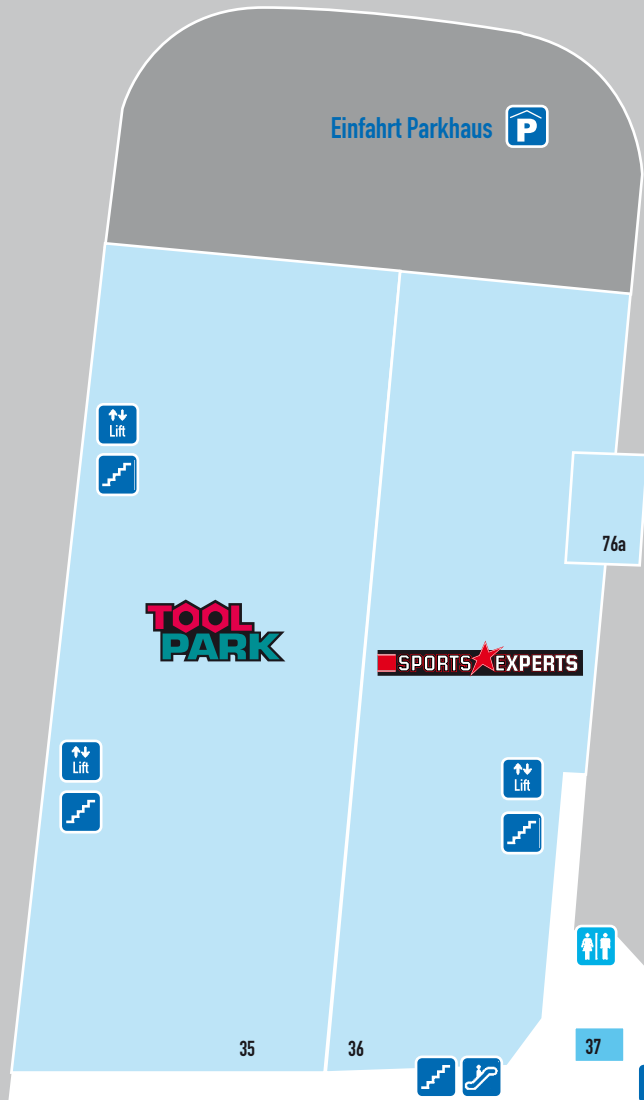 Einfahrt Parkhaus P
Lift
76a
TOOL
PARK
SPORTS EXPERTS
Lift
Lift
35
36
37